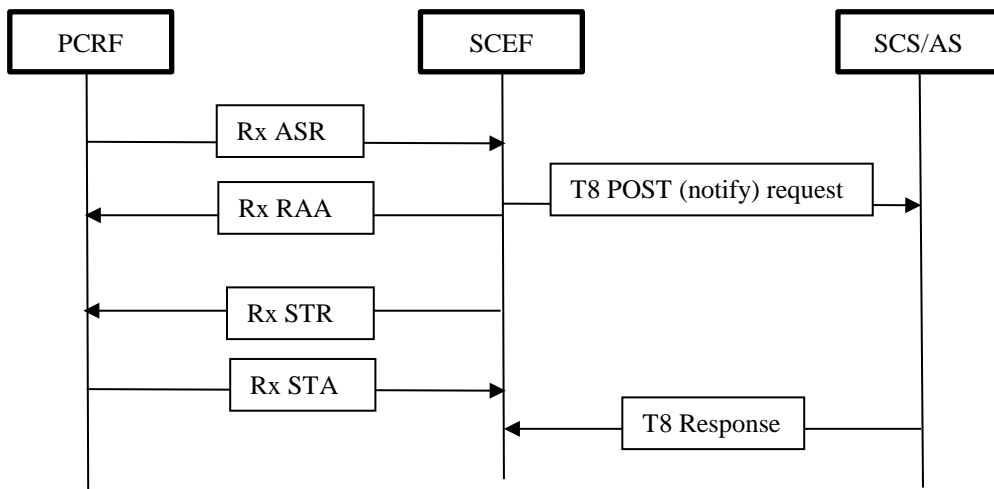 PCRF
SCEF
SCS/AS
Rx ASR
T8 POST (notify) request
Rx RAA
Rx STR
Rx STA
T8 Response